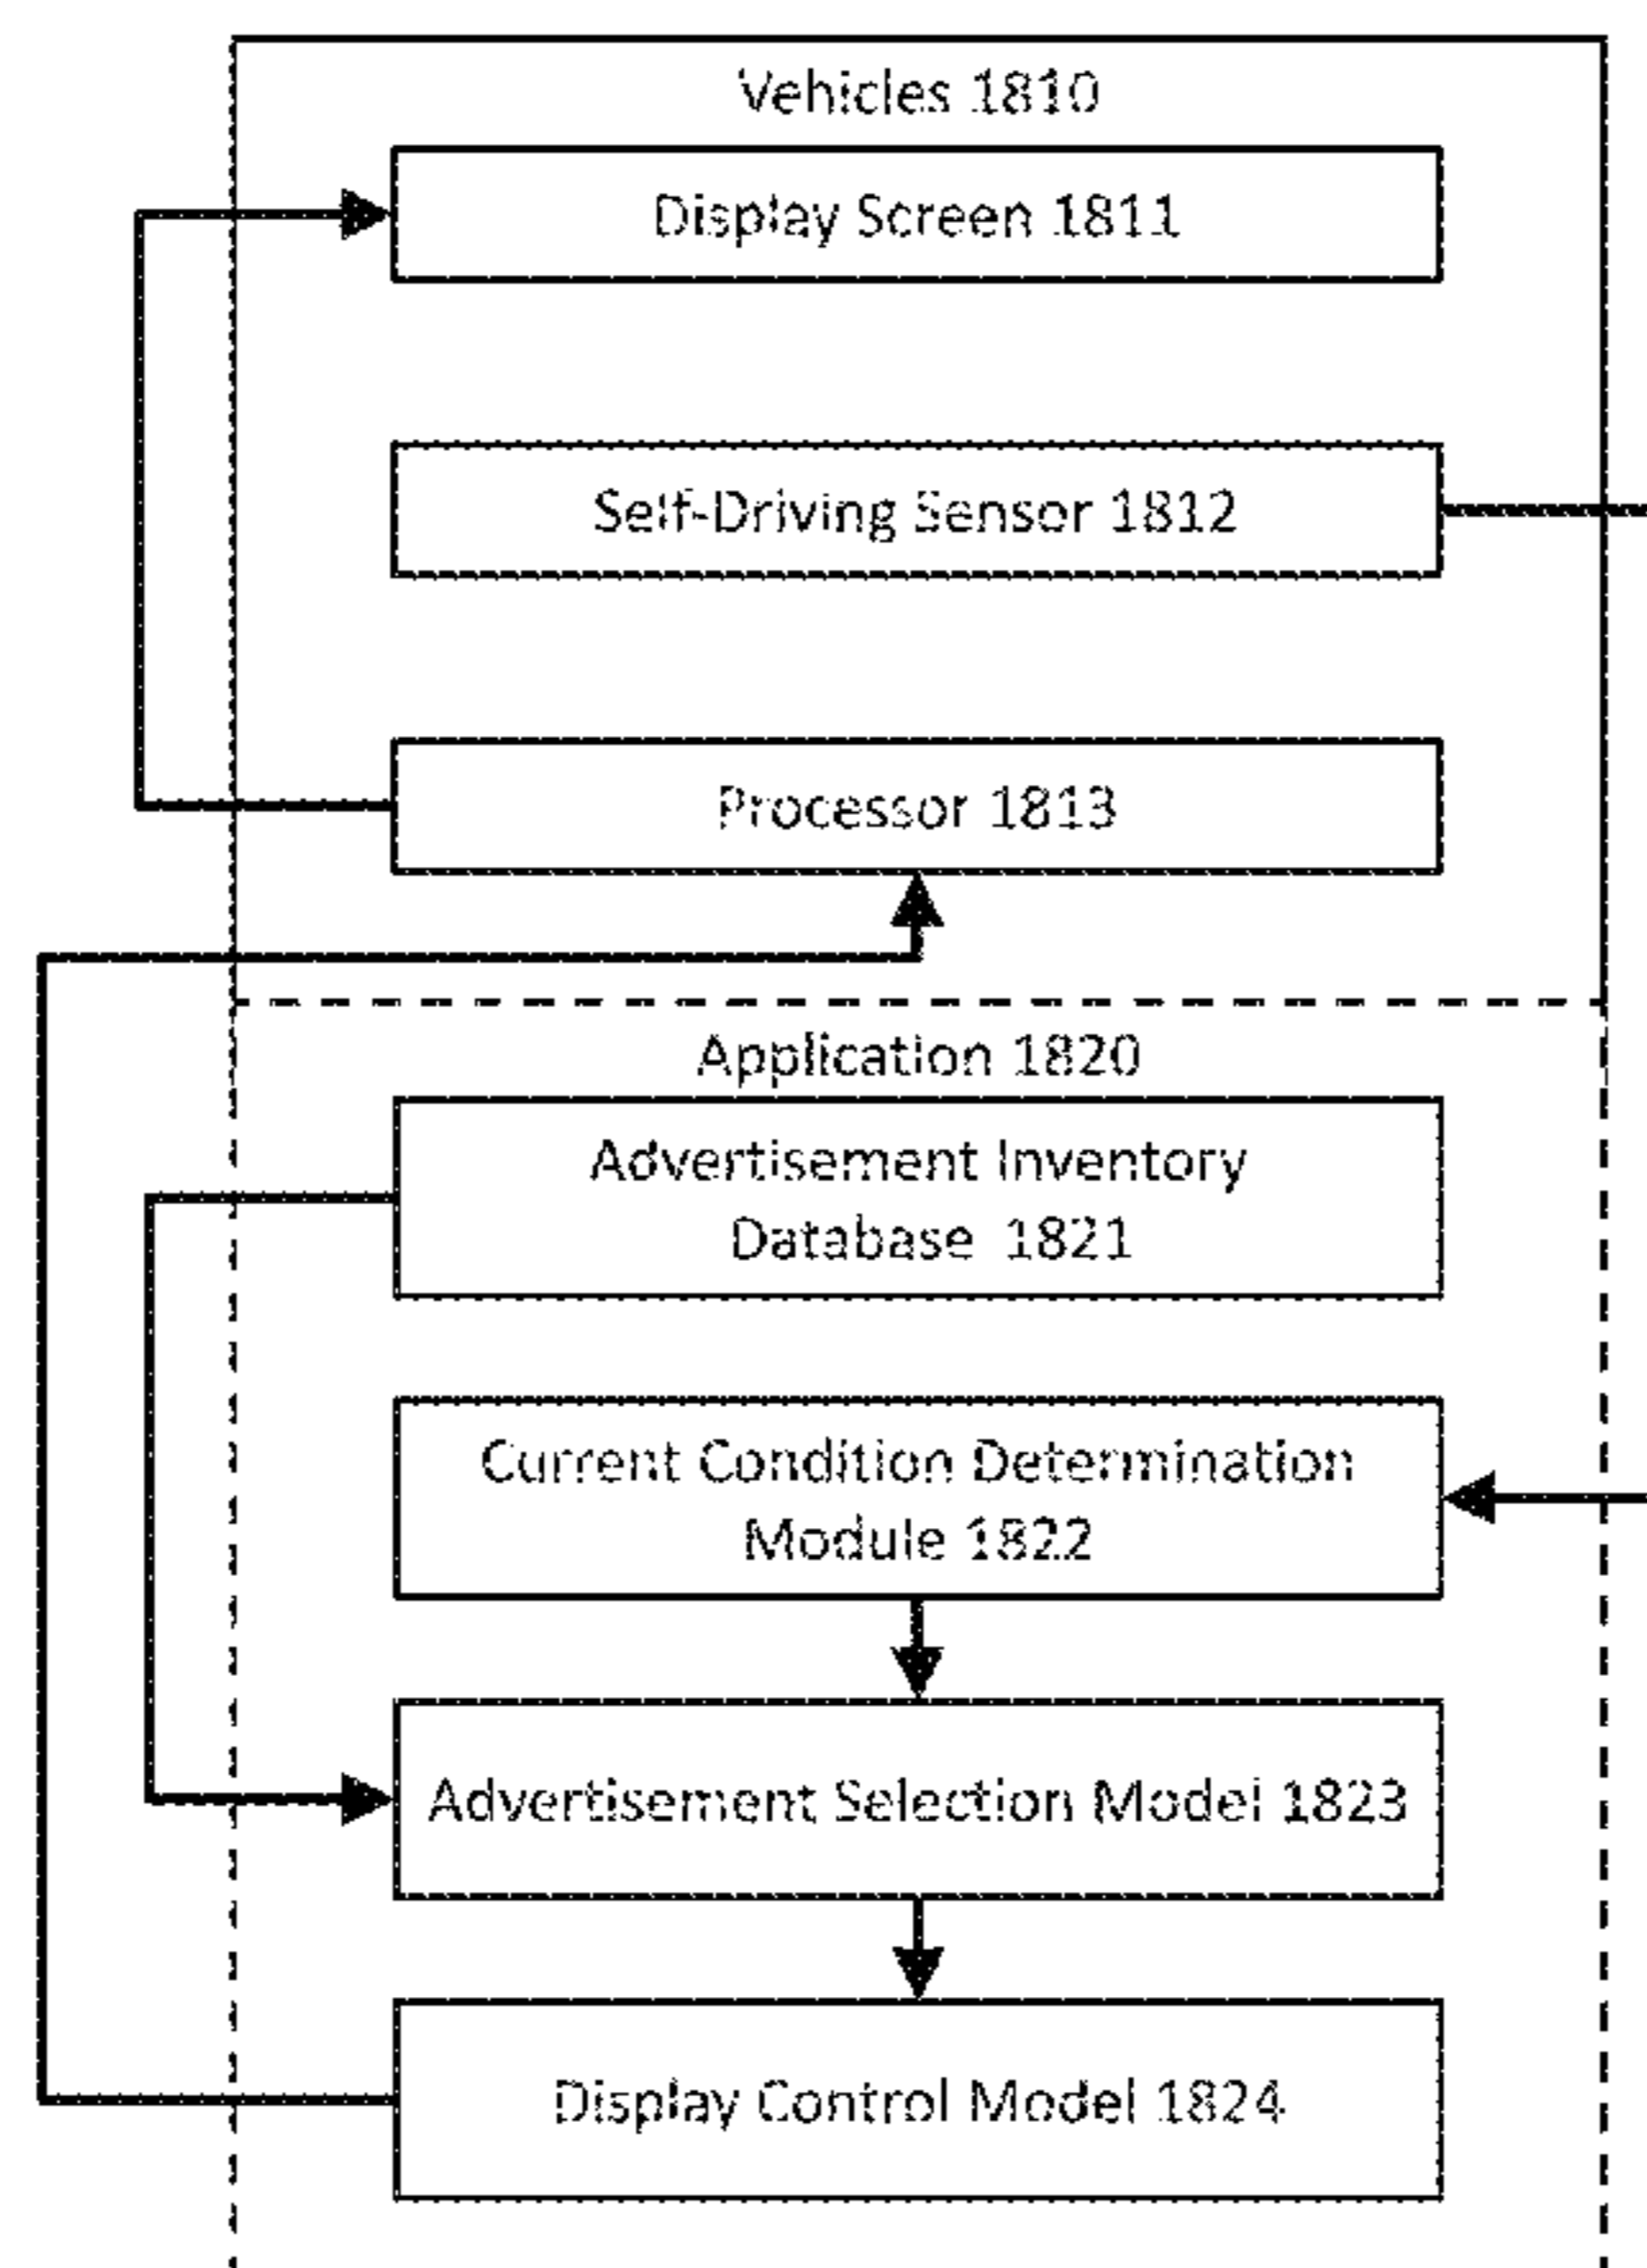 Vehicles 1810
Display Screen 1811
Self-Driving Sensor 1812
Processor 1813
Application 1820
Advertisement Inventory
Database 1821
Current Condition Determination
Module 1822
Advertisement Selection Model 1823
Display Control Model 1824